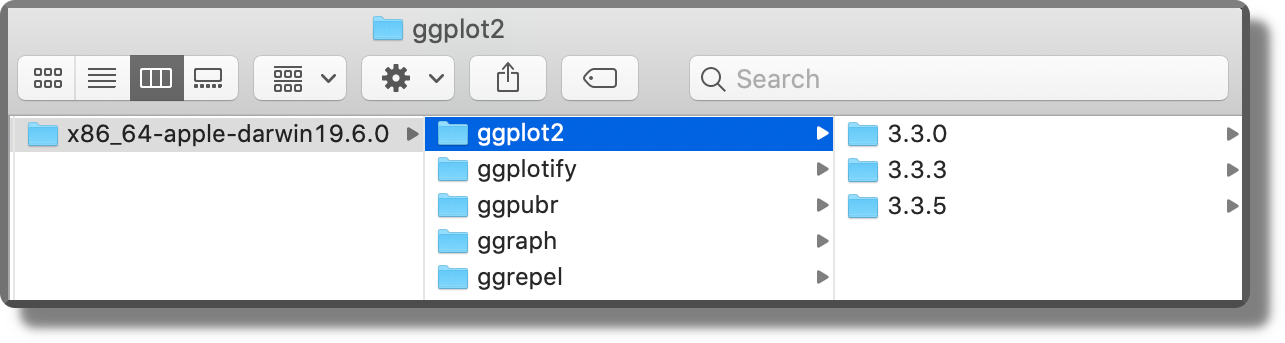 ggplot2
Search
x86_64-apple-darwin19.6.0
ggplot2
ggplotify
ggpubr
ggraph
ggrepel
3.3.0
3.3.3
3.3.5